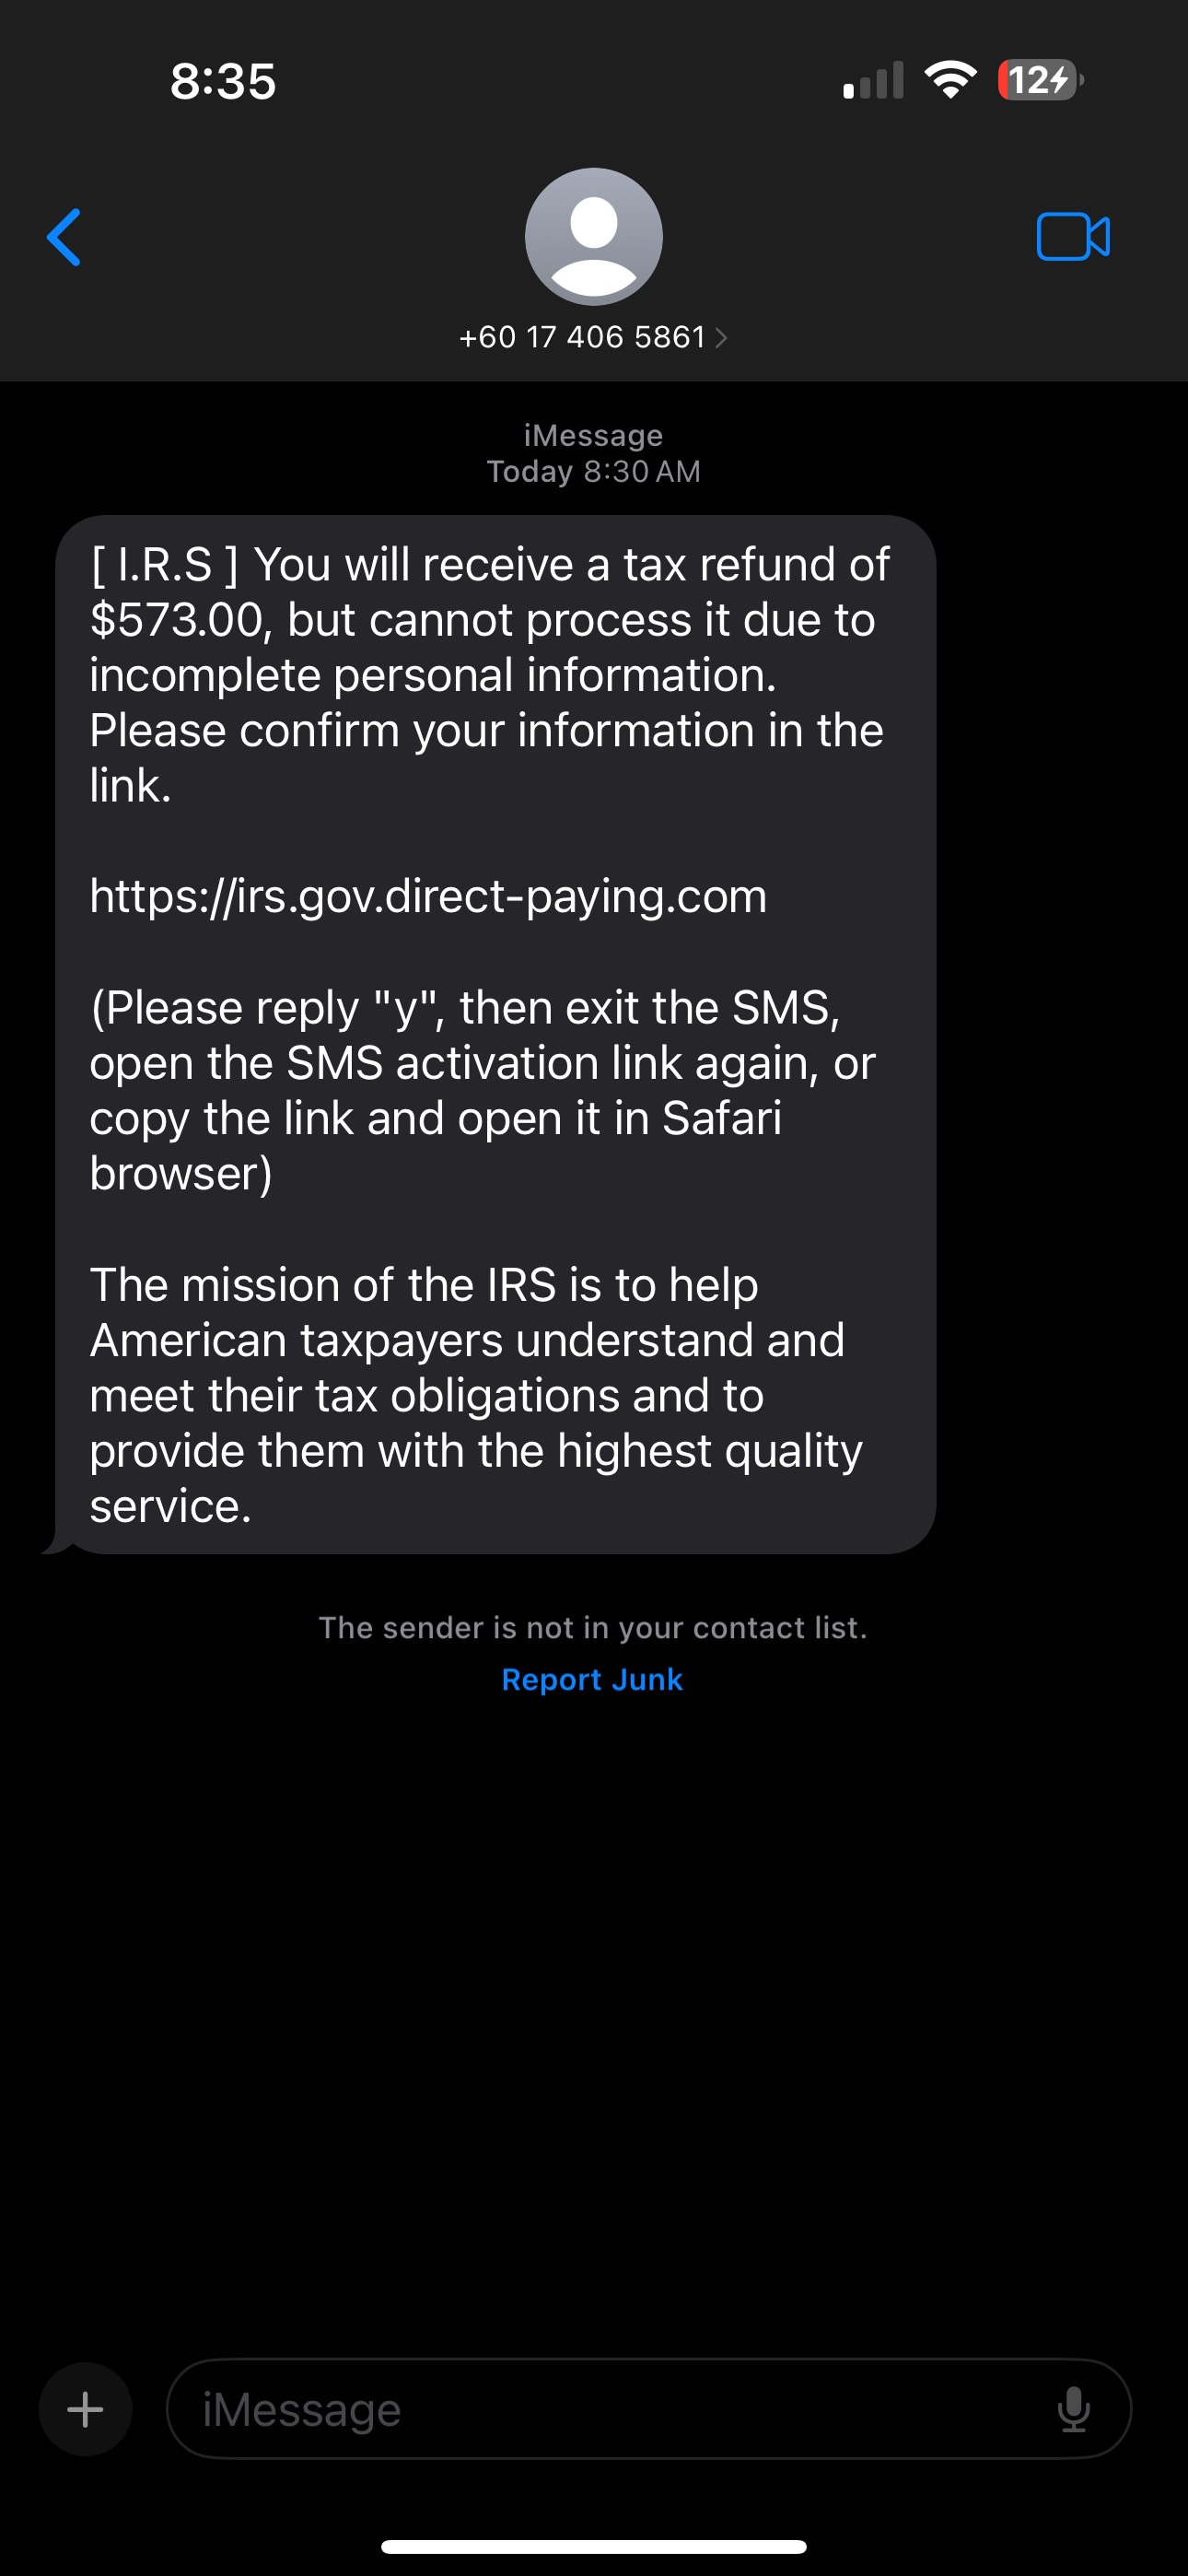 8:35
12
+60 17 406 5861
iMessage
Today 8:30 AM
[ I.R.S ] You will receive a tax refund of
$573.00, but cannot process it due to
incomplete personal information.
Please confirm your information in the
link.
https://irs.gov.direct-paying.com
(Please reply "y", then exit the SMS,
open the SMS activation link again, or
copy the link and open it in Safari
browser)
The mission of the IRS is to help
American taxpayers understand and
meet their tax obligations and to
provide them with the highest quality
service.
The sender is not in your contact list.
Report Junk
iMessage